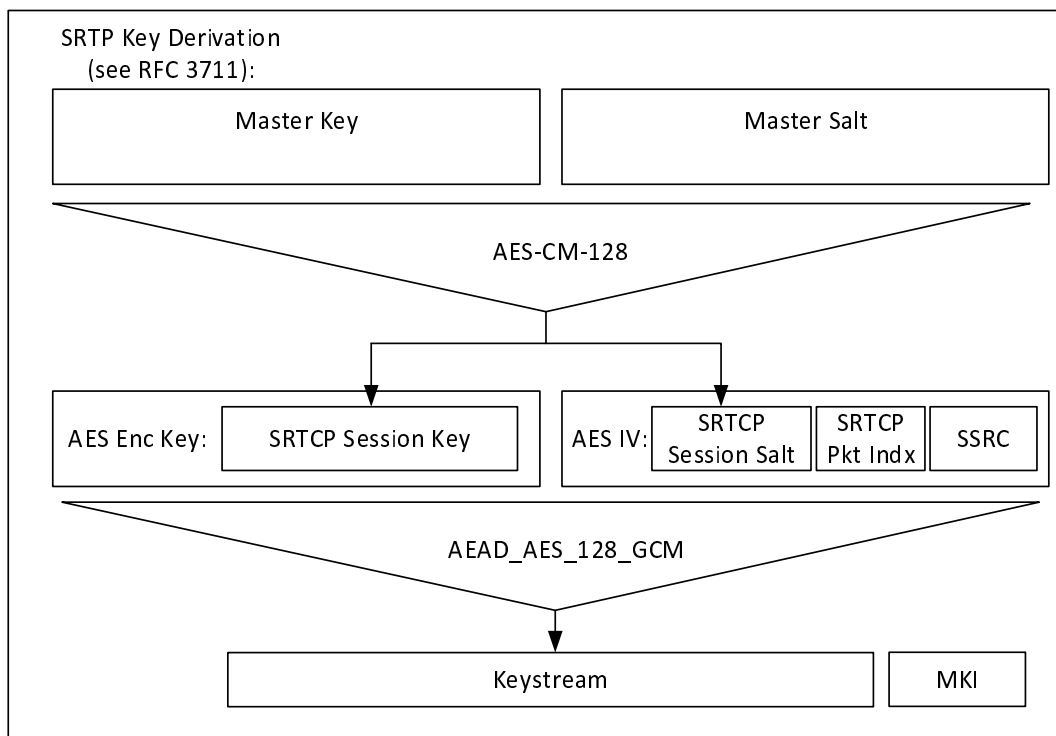 SRTP Key Derivation
(see RFC 3711):
Master Key
Master Salt
AES-CM-128
AES Enc Key:
SRTCP Session Key
AES IV:
SRTCP
Session Salt
SRTCP
Pkt Indx
SSRC
AEAD_AES_128_GCM
Keystream
MKI